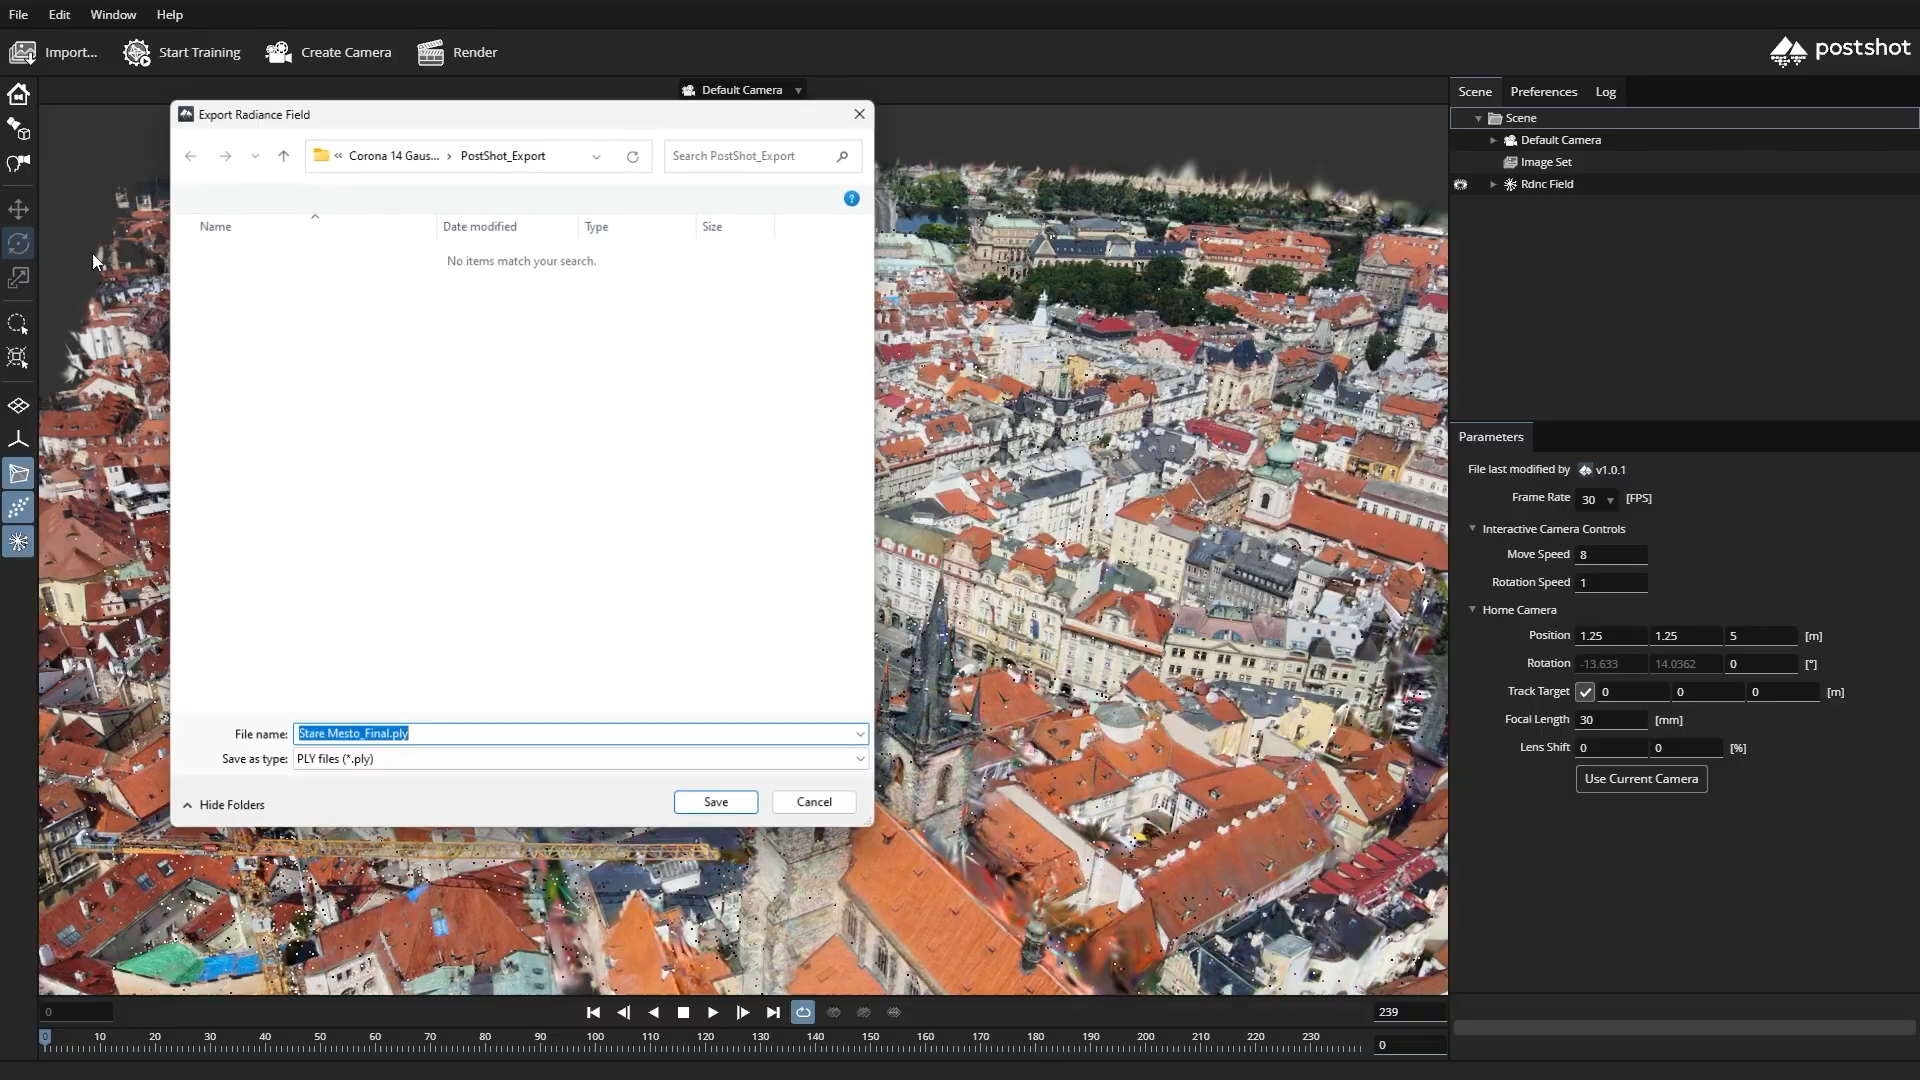 File Edit Window Help
Import... Start Training Create Camera Render
postshot
Default Camera
Export Radiance Field
« Corona 14 Gaus... › PostShot_Export
Search PostShot_Export
Name Date modified Type Size
No items match your search.
File name: Stare Mesto_Final.ply
Save as type: PLY files (*.ply)
Hide Folders
Save Cancel
Scene Preferences Log
Scene
Default Camera
Image Set
Rdnc Field
Parameters
File last modified by v1.0.1
Frame Rate 30 [FPS]
Interactive Camera Controls
Move Speed 8
Rotation Speed 1
Home Camera
Position 1.25 1.25 5 [m]
Rotation -13.633 14.0362 0 [°]
Track Target 0 0 0 [m]
Focal Length 30 [mm]
Lens Shift 0 0 [%]
Use Current Camera
0 239
0 10 20 30 40 50 60 70 80 90 100 110 120 130 140 150 160 170 180 190 200 210 220 230 0